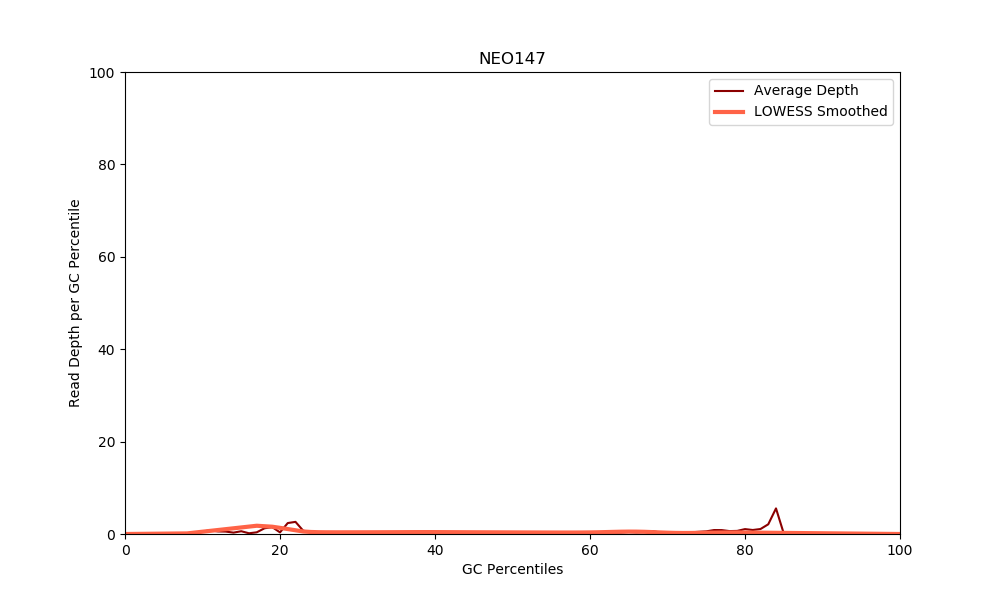 NEO147
100
80
60
40
20
0
Read Depth per GC Percentile
Average Depth
LOWESS Smoothed
0 20 40 60 80 100
GC Percentiles